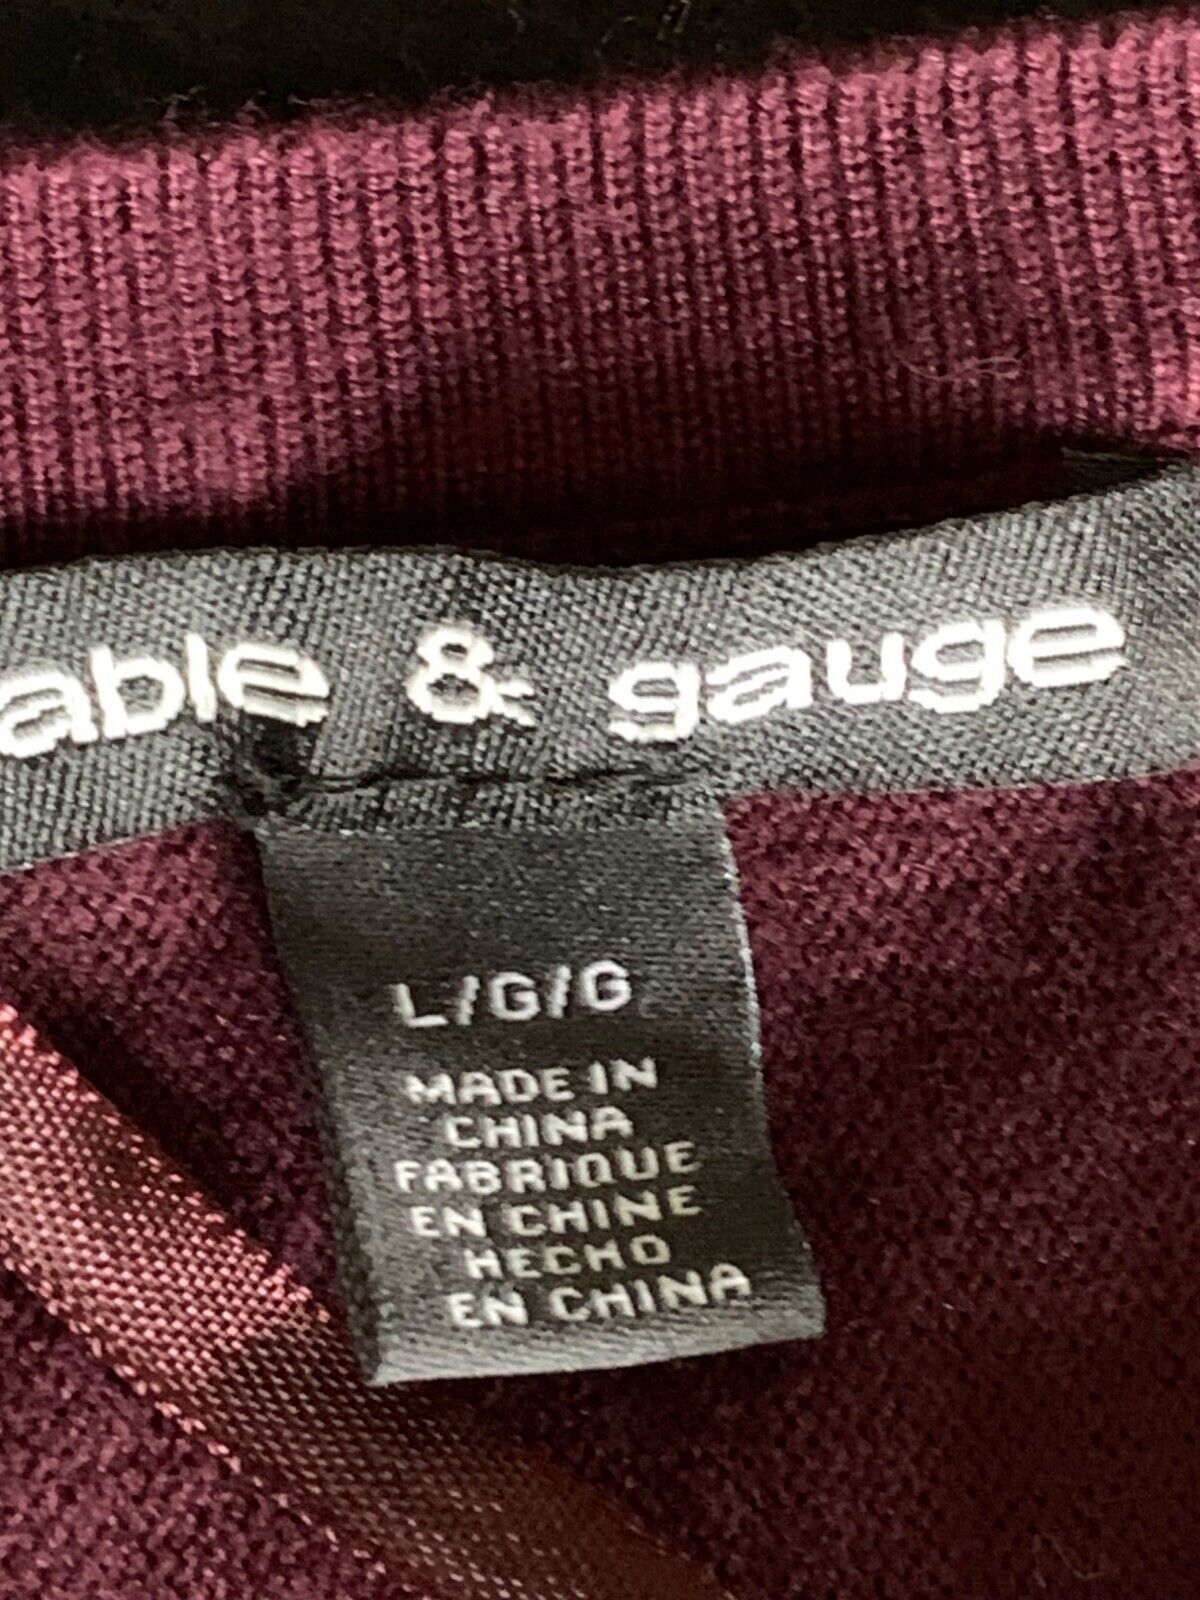 able & gauge
L/G/G
MADE IN
CHINA
FABRIQUE
EN CHINE
HECHO
EN CHINA